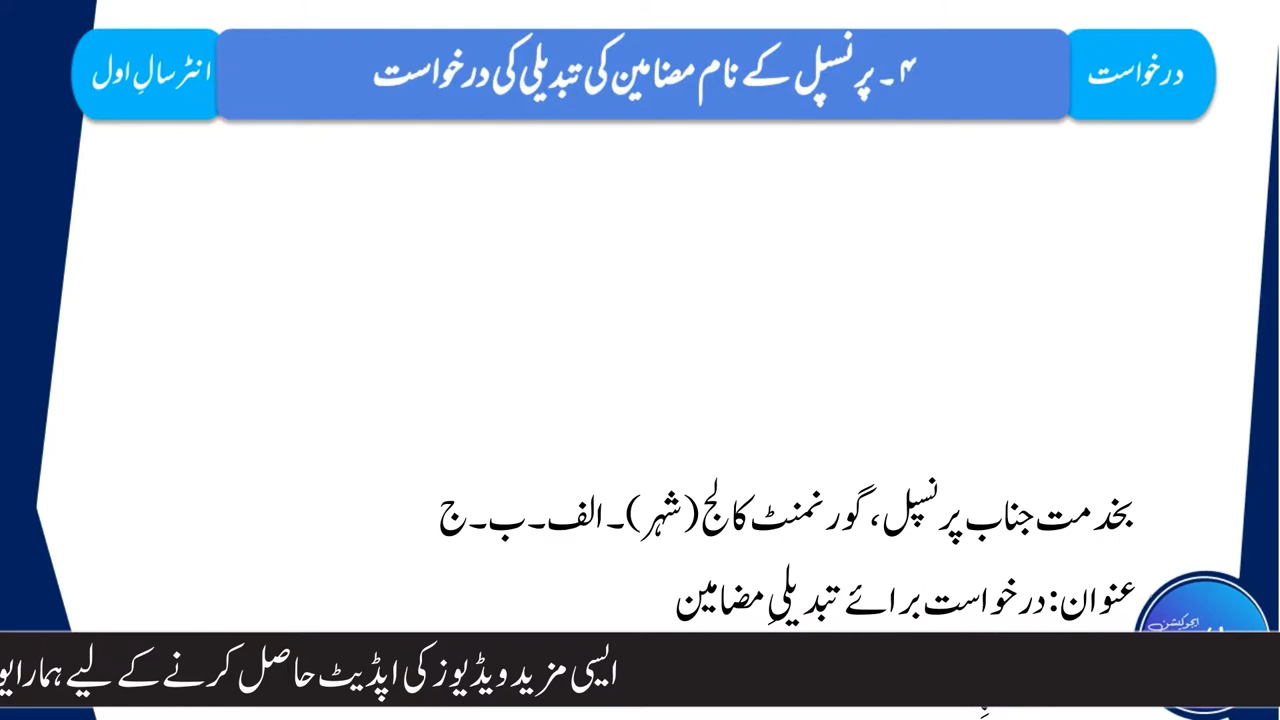 درخواست
۴۔ پرنسپل کے نام مضامین کی تبدیلی کی درخواست
انٹر سالِ اول
بخدمت جناب پرنسپل، گورنمنٹ کالج (شہر)۔ الف۔ ب۔ ج
عنوان: درخواست برائے تبدیلیِ مضامین
ایجوکیشن
ایسی مزید ویڈیوز کی اپڈیٹ حاصل کرنے کے لیے ہمارا